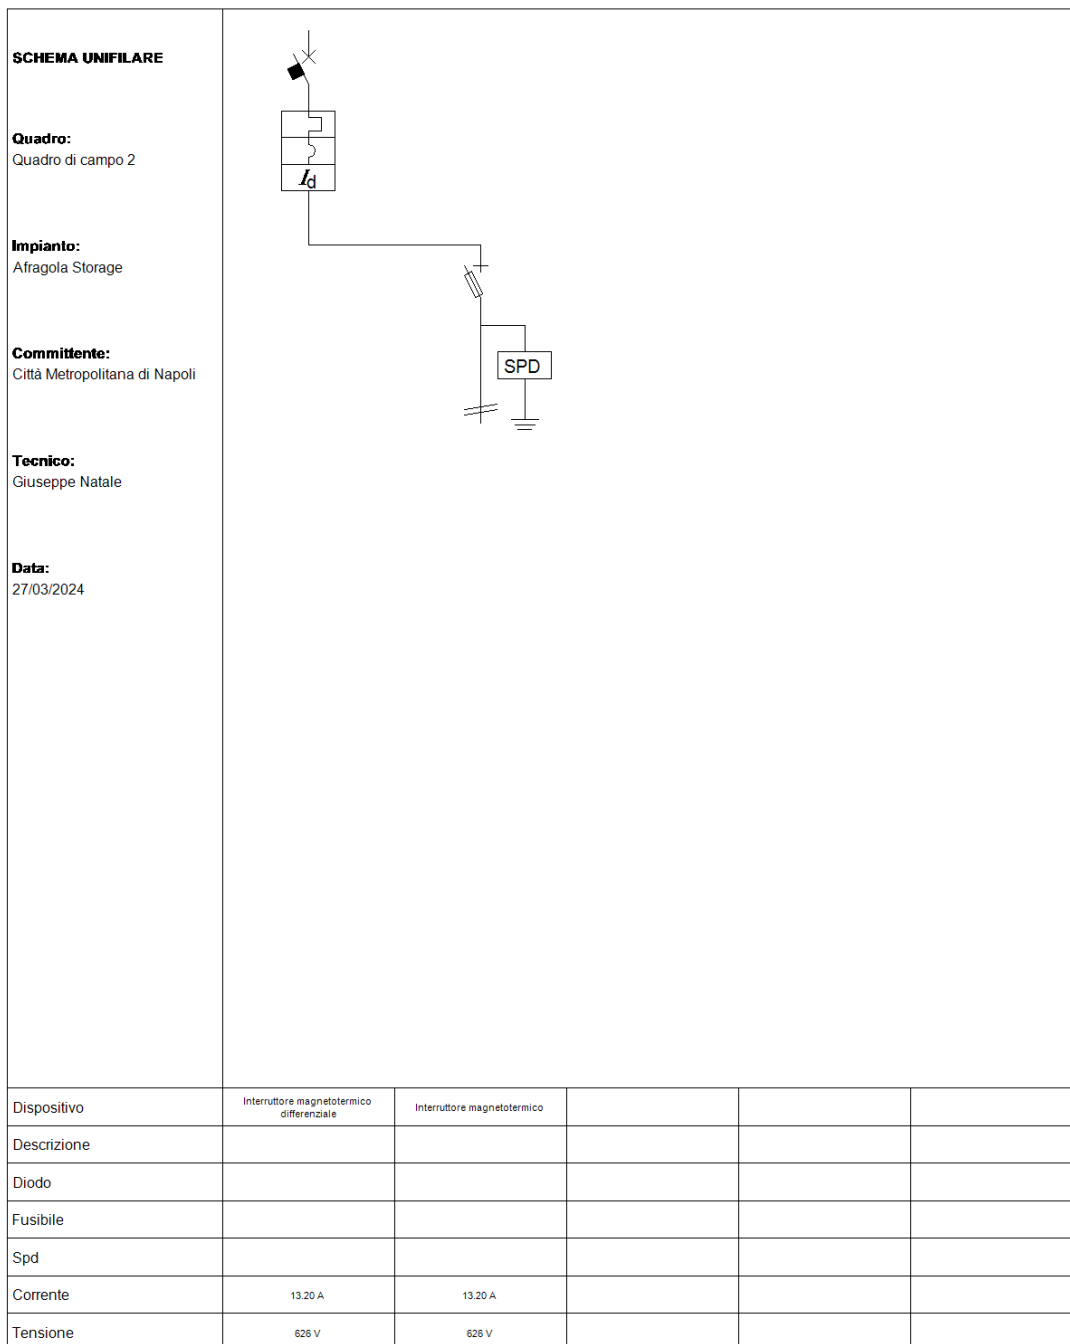 SCHEMA UNIFILARE
Quadro:
Quadro di campo 2
Impianto:
Afragola Storage
Committente:
Città Metropolitana di Napoli
Tecnico:
Giuseppe Natale
Data:
27/03/2024
Id
SPD
Dispositivo
Interruttore magnetotermico
differenziale
Interruttore magnetotermico
Descrizione
Diodo
Fusibile
Spd
Corrente 13.20 A 13.20 A
Tensione 626 V 626 V